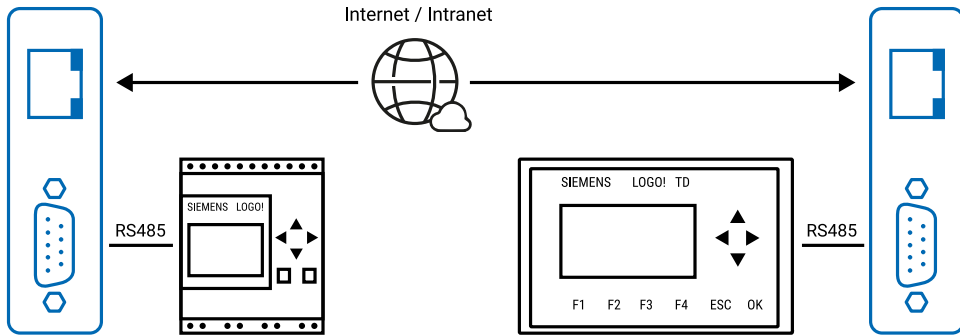 Internet / Intranet
RS485
SIEMENS LOGO!
SIEMENS LOGO! TD
F1 F2 F3 F4 ESC OK
RS485